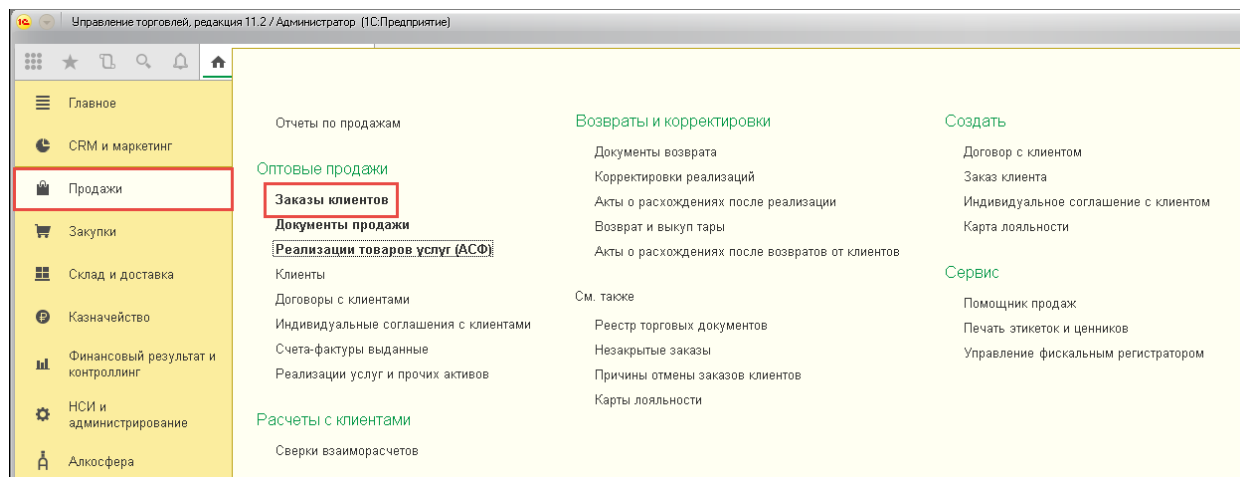 1С Управление торговлей, редакция 11.2 / Администратор (1С:Предприятие)
Главное
CRM и маркетинг
Продажи
Закупки
Склад и доставка
Казначейство
Финансовый результат и
контроллинг
НСИ и
администрирование
Алкосфера
Отчеты по продажам
Оптовые продажи
Заказы клиентов
Документы продажи
Реализации товаров услуг (АСФ)
Клиенты
Договоры с клиентами
Индивидуальные соглашения с клиентами
Счета-фактуры выданные
Реализации услуг и прочих активов
Расчеты с клиентами
Сверки взаиморасчетов
Возвраты и корректировки
Документы возврата
Корректировки реализаций
Акты о расхождениях после реализации
Возврат и выкуп тары
Акты о расхождениях после возвратов от клиентов
См. также
Реестр торговых документов
Незакрытые заказы
Причины отмены заказов клиентов
Карты лояльности
Создать
Договор с клиентом
Заказ клиента
Индивидуальное соглашение с клиентом
Карта лояльности
Сервис
Помощник продаж
Печать этикеток и ценников
Управление фискальным регистратором